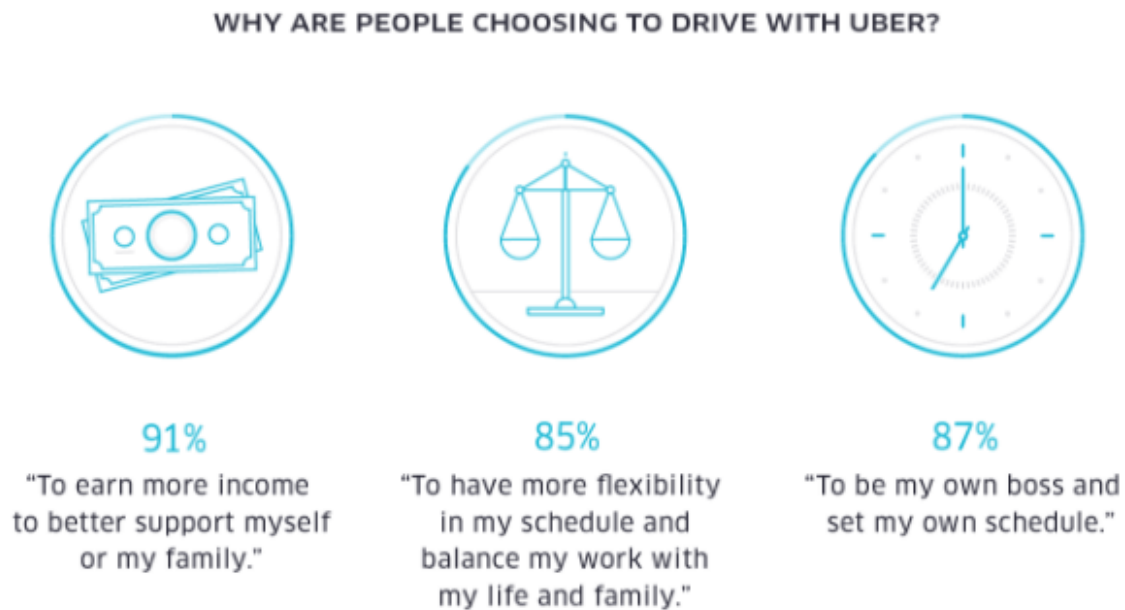 WHY ARE PEOPLE CHOOSING TO DRIVE WITH UBER?
91%
“To earn more income
to better support myself
or my family.”
85%
“To have more flexibility
in my schedule and
balance my work with
my life and family.”
87%
“To be my own boss and
set my own schedule.”